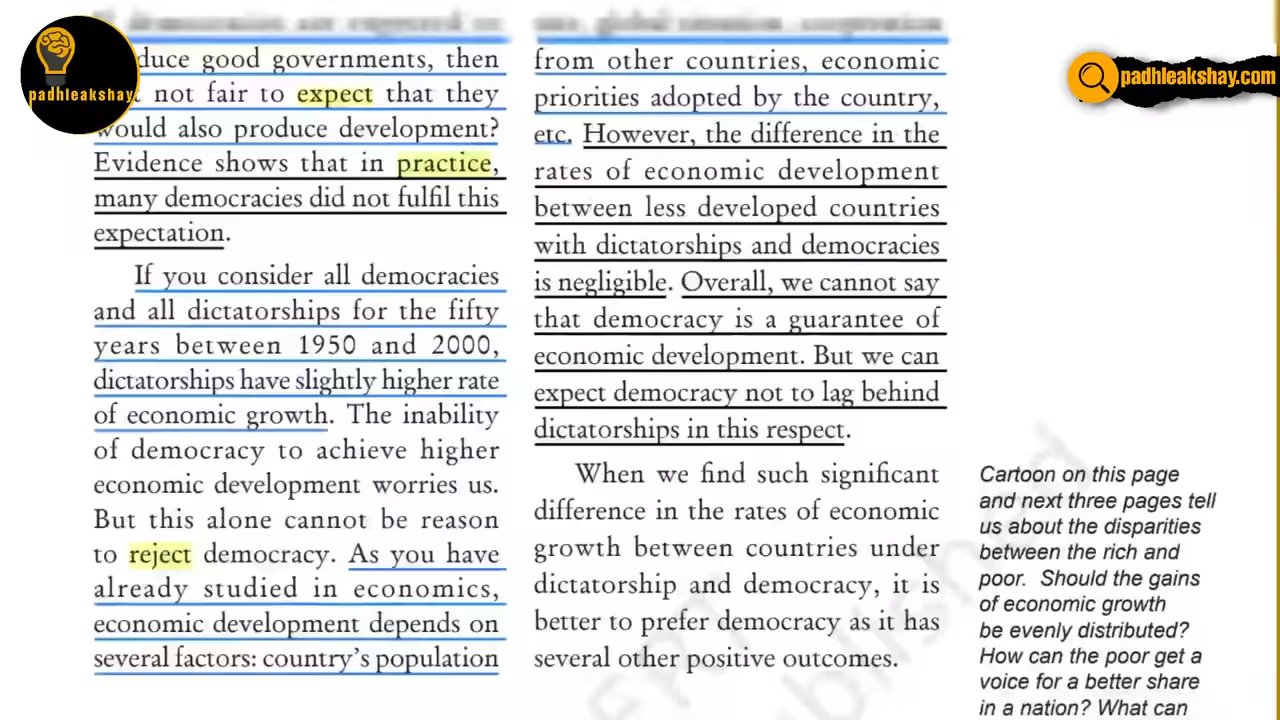 padhleakshay
duce good governments, then
not fair to expect that they
would also produce development?
Evidence shows that in practice,
many democracies did not fulfil this
expectation.
If you consider all democracies
and all dictatorships for the fifty
years between 1950 and 2000,
dictatorships have slightly higher rate
of economic growth. The inability
of democracy to achieve higher
economic development worries us.
But this alone cannot be reason
to reject democracy. As you have
already studied in economics,
economic development depends on
several factors: country's population
from other countries, economic
priorities adopted by the country,
etc. However, the difference in the
rates of economic development
between less developed countries
with dictatorships and democracies
is negligible. Overall, we cannot say
that democracy is a guarantee of
economic development. But we can
expect democracy not to lag behind
dictatorships in this respect.
When we find such significant
difference in the rates of economic
growth between countries under
dictatorship and democracy, it is
better to prefer democracy as it has
several other positive outcomes.
padhleakshay.com
Cartoon on this page
and next three pages tell
us about the disparities
between the rich and
poor. Should the gains
of economic growth
be evenly distributed?
How can the poor get a
voice for a better share
in a nation? What can